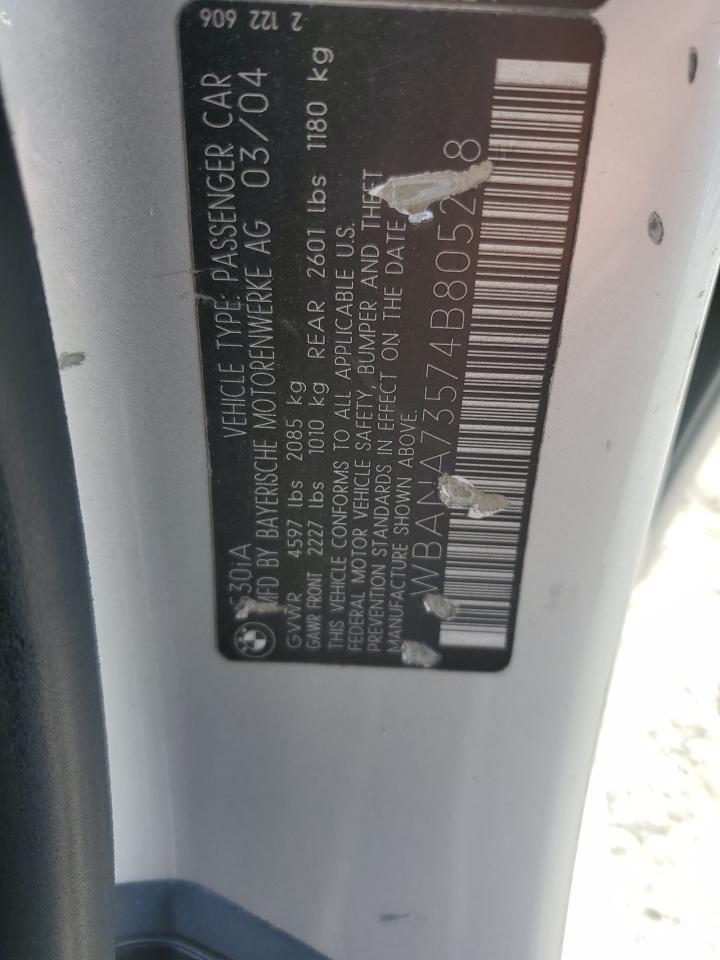 2 122 606
530iA VEHICLE TYPE: PASSENGER CAR
MFD BY BAYERISCHE MOTORENWERKE AG 03/04
GVWR 4597 lbs 2085 kg
GAWR FRONT 2227 lbs 1010 kg REAR 2601 lbs 1180 kg
THIS VEHICLE CONFORMS TO ALL APPLICABLE U.S.
FEDERAL MOTOR VEHICLE SAFETY, BUMPER AND THEFT
PREVENTION STANDARDS IN EFFECT ON THE DATE
MANUFACTURE SHOWN ABOVE.